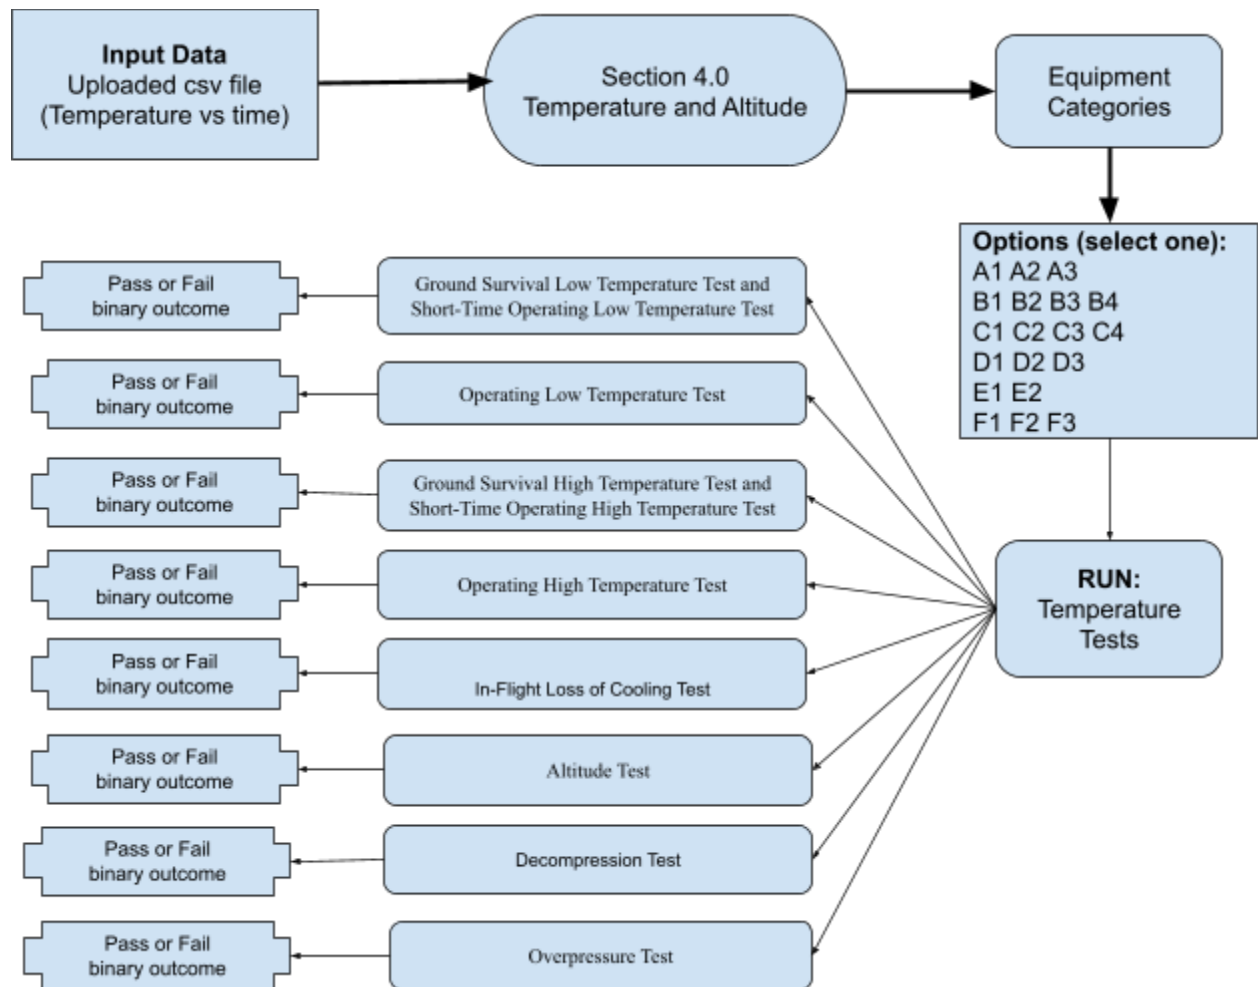 Input Data
Uploaded csv file
(Temperature vs time)
Section 4.0
Temperature and Altitude
Equipment
Categories
Options (select one):
A1 A2 A3
B1 B2 B3 B4
C1 C2 C3 C4
D1 D2 D3
E1 E2
F1 F2 F3
RUN:
Temperature
Tests
Ground Survival Low Temperature Test and
Short-Time Operating Low Temperature Test
Pass or Fail
binary outcome
Operating Low Temperature Test
Pass or Fail
binary outcome
Ground Survival High Temperature Test and
Short-Time Operating High Temperature Test
Pass or Fail
binary outcome
Operating High Temperature Test
Pass or Fail
binary outcome
In-Flight Loss of Cooling Test
Pass or Fail
binary outcome
Altitude Test
Pass or Fail
binary outcome
Decompression Test
Pass or Fail
binary outcome
Overpressure Test
Pass or Fail
binary outcome